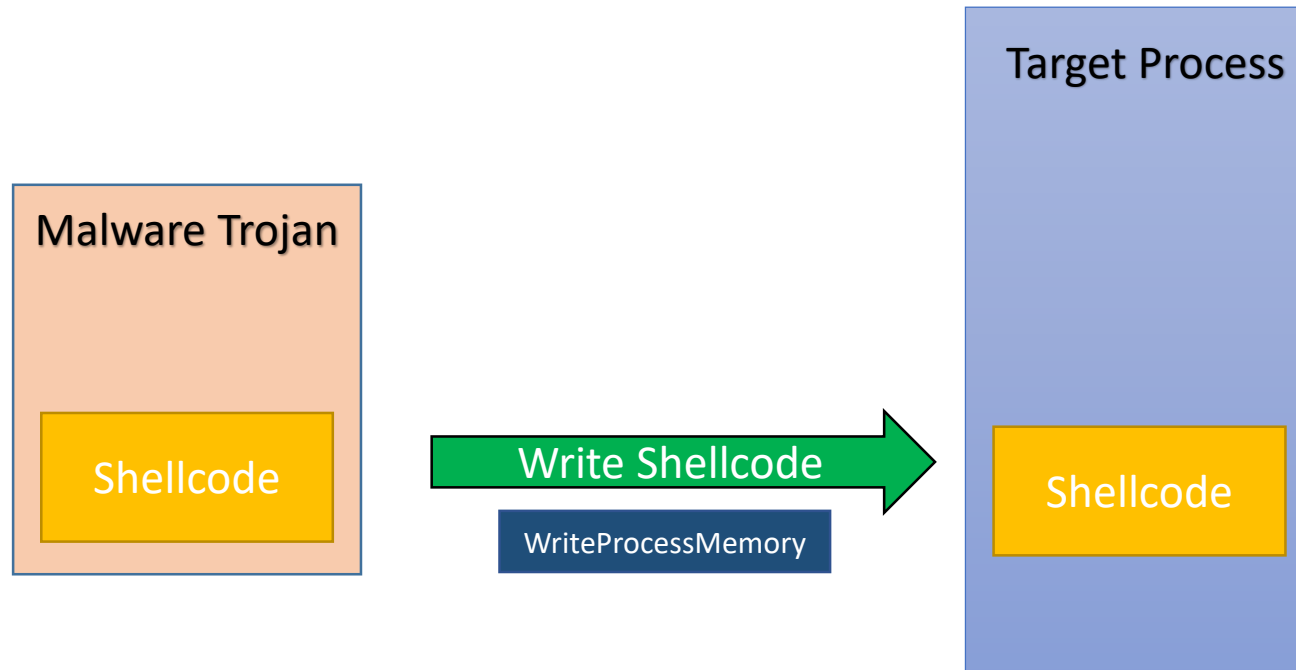 Target Process
Malware Trojan
Shellcode
Write Shellcode
WriteProcessMemory
Shellcode